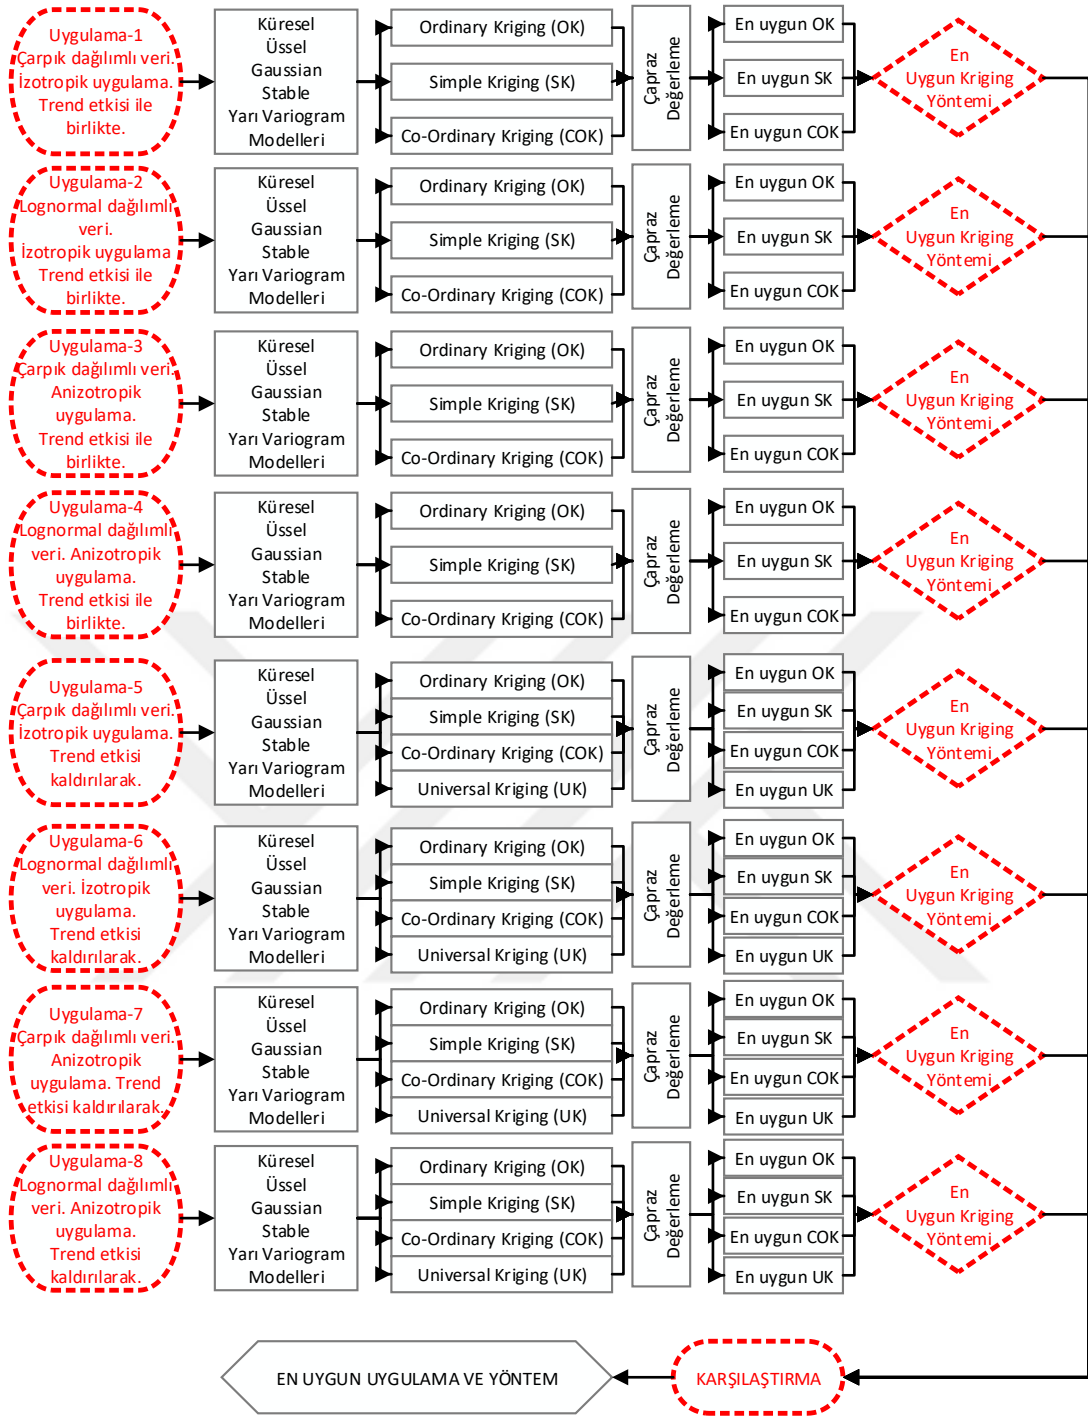 Uygulama-1
Çarpık dağılımlı veri.
İzotropik uygulama.
Trend etkisi ile
birlikte.
Küresel
Üssel
Gaussian
Stable
Yarı Variogram
Modelleri
Ordinary Kriging (OK)
Simple Kriging (SK)
Co-Ordinary Kriging (COK)
Çapraz
Değerleme
En uygun OK
En uygun SK
En uygun COK
En
Uygun Kriging
Yöntemi
Uygulama-2
Lognormal dağılımlı
veri.
İzotropik uygulama
Trend etkisi ile
birlikte.
Küresel
Üssel
Gaussian
Stable
Yarı Variogram
Modelleri
Ordinary Kriging (OK)
Simple Kriging (SK)
Co-Ordinary Kriging (COK)
Çapraz
Değerleme
En uygun OK
En uygun SK
En uygun COK
En
Uygun Kriging
Yöntemi
Uygulama-3
Çarpık dağılımlı veri.
Anizotropik
uygulama.
Trend etkisi ile
birlikte.
Küresel
Üssel
Gaussian
Stable
Yarı Variogram
Modelleri
Ordinary Kriging (OK)
Simple Kriging (SK)
Co-Ordinary Kriging (COK)
Çapraz
Değerleme
En uygun OK
En uygun SK
En uygun COK
En
Uygun Kriging
Yöntemi
Uygulama-4
Lognormal dağılımlı
veri. Anizotropik
uygulama.
Trend etkisi ile
birlikte.
Küresel
Üssel
Gaussian
Stable
Yarı Variogram
Modelleri
Ordinary Kriging (OK)
Simple Kriging (SK)
Co-Ordinary Kriging (COK)
Çapraz
Değerleme
En uygun OK
En uygun SK
En uygun COK
En
Uygun Kriging
Yöntemi
Uygulama-5
Çarpık dağılımlı veri.
İzotropik uygulama.
Trend etkisi
kaldırılarak.
Küresel
Üssel
Gaussian
Stable
Yarı Variogram
Modelleri
Ordinary Kriging (OK)
Simple Kriging (SK)
Co-Ordinary Kriging (COK)
Universal Kriging (UK)
Çapraz
Değerleme
En uygun OK
En uygun SK
En uygun COK
En uygun UK
En
Uygun Kriging
Yöntemi
Uygulama-6
Lognormal dağılımlı
veri. İzotropik
uygulama.
Trend etkisi
kaldırılarak.
Küresel
Üssel
Gaussian
Stable
Yarı Variogram
Modelleri
Ordinary Kriging (OK)
Simple Kriging (SK)
Co-Ordinary Kriging (COK)
Universal Kriging (UK)
Çapraz
Değerleme
En uygun OK
En uygun SK
En uygun COK
En uygun UK
En
Uygun Kriging
Yöntemi
Uygulama-7
Çarpık dağılımlı veri.
Anizotropik
uygulama. Trend
etkisi kaldırılarak.
Küresel
Üssel
Gaussian
Stable
Yarı Variogram
Modelleri
Ordinary Kriging (OK)
Simple Kriging (SK)
Co-Ordinary Kriging (COK)
Universal Kriging (UK)
Çapraz
Değerleme
En uygun OK
En uygun SK
En uygun COK
En uygun UK
En
Uygun Kriging
Yöntemi
Uygulama-8
Lognormal dağılımlı
veri. Anizotropik
uygulama.
Trend etkisi
kaldırılarak.
Küresel
Üssel
Gaussian
Stable
Yarı Variogram
Modelleri
Ordinary Kriging (OK)
Simple Kriging (SK)
Co-Ordinary Kriging (COK)
Universal Kriging (UK)
Çapraz
Değerleme
En uygun OK
En uygun SK
En uygun COK
En uygun UK
En
Uygun Kriging
Yöntemi
EN UYGUN UYGULAMA VE YÖNTEM
KARŞILAŞTIRMA